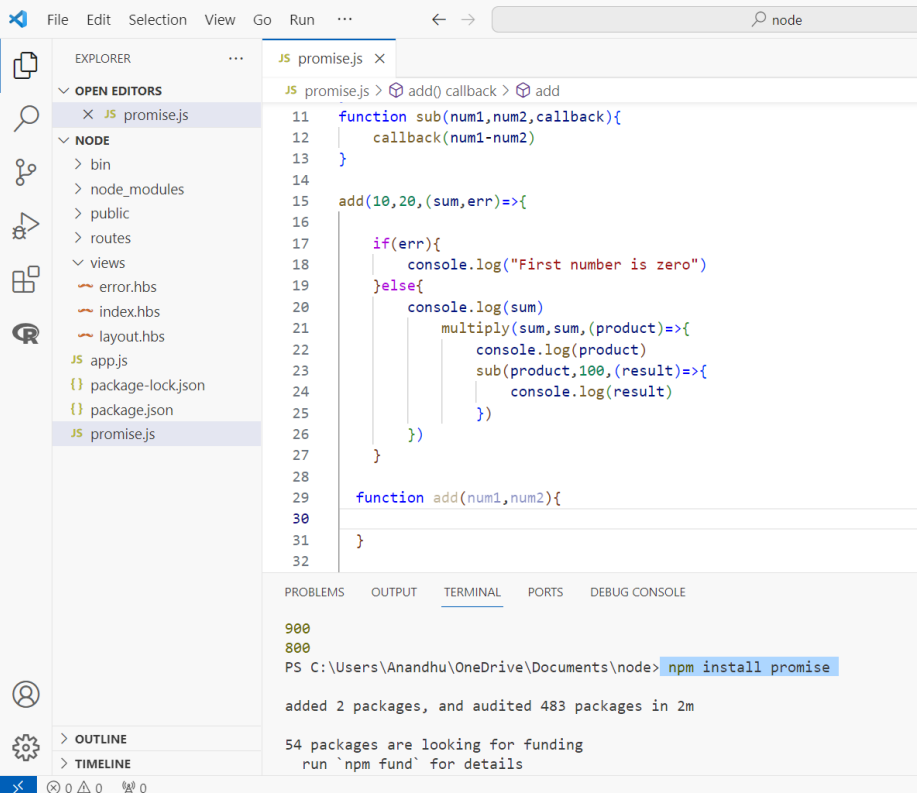 File Edit Selection View Go Run ··· ← → node
EXPLORER ···
OPEN EDITORS
JS promise.js
NODE
bin
node_modules
public
routes
views
error.hbs
index.hbs
layout.hbs
JS app.js
{} package-lock.json
{} package.json
JS promise.js
OUTLINE
TIMELINE
JS promise.js
JS promise.js > add() callback > add
11 function sub(num1,num2,callback){
12 callback(num1-num2)
13 }
14
15 add(10,20,(sum,err)=>{
16
17 if(err){
18 console.log("First number is zero")
19 }else{
20 console.log(sum)
21 multiply(sum,sum,(product)=>{
22 console.log(product)
23 sub(product,100,(result)=>{
24 console.log(result)
25 })
26 })
27 }
28
29 function add(num1,num2){
30
31 }
32
PROBLEMS OUTPUT TERMINAL PORTS DEBUG CONSOLE
900
800
PS C:\Users\Anandhu\OneDrive\Documents\node> npm install promise
added 2 packages, and audited 483 packages in 2m
54 packages are looking for funding
run `npm fund` for details
0 0 0